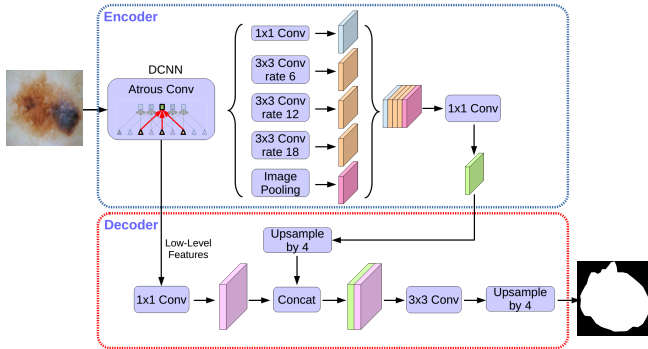 Encoder
DCNN
Atrous Conv
1x1 Conv
3x3 Conv
rate 6
3x3 Conv
rate 12
3x3 Conv
rate 18
Image
Pooling
1x1 Conv
Decoder
Low-Level
Features
Upsample
by 4
1x1 Conv
Concat
3x3 Conv
Upsample
by 4